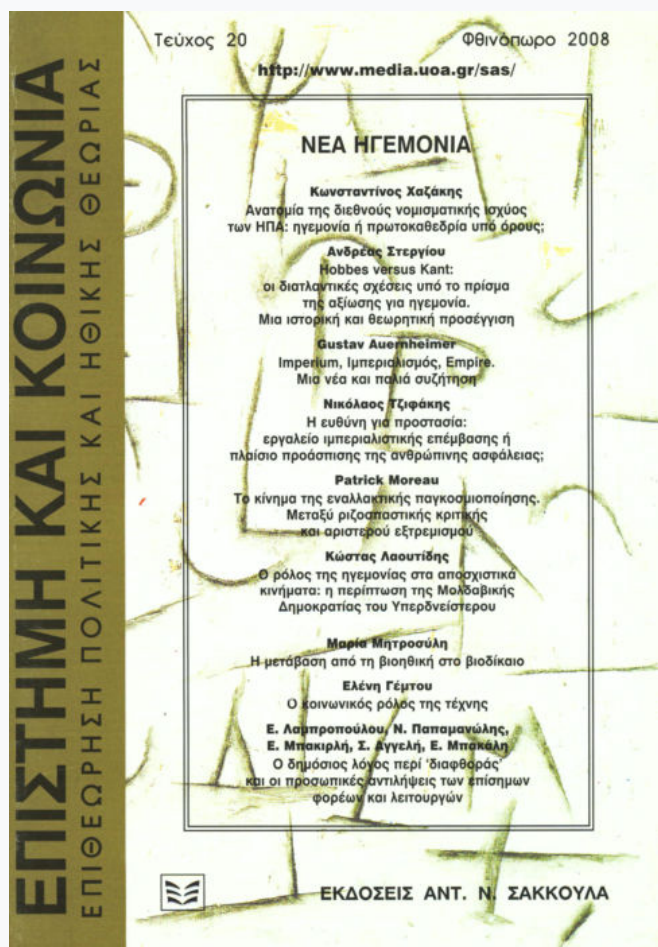 Τεύχος 20
Φθινόπωρο 2008
http://www.media.uoa.gr/sas/
ΕΠΙΣΤΗΜΗ ΚΑΙ ΚΟΙΝΩΝΙΑ
ΕΠΙΘΕΩΡΗΣΗ ΠΟΛΙΤΙΚΗΣ ΚΑΙ ΗΘΙΚΗΣ ΘΕΩΡΙΑΣ
ΝΕΑ ΗΓΕΜΟΝΙΑ
Κωνσταντίνος Χαζάκης
Ανατομία της διεθνούς νομισματικής ισχύος
των ΗΠΑ: ηγεμονία ή πρωτοκαθεδρία υπό όρους;
Ανδρέας Στεργίου
Hobbes versus Kant:
οι διατλαντικές σχέσεις υπό το πρίσμα
της αξίωσης για ηγεμονία.
Μια ιστορική και θεωρητική προσέγγιση
Gustav Auernheimer
Imperium, Ιμπεριαλισμός, Empire.
Μια νέα και παλιά συζήτηση
Νικόλαος Τζιφάκης
Η ευθύνη για προστασία:
εργαλείο ιμπεριαλιστικής επέμβασης ή
πλαίσιο προάσπισης της ανθρώπινης ασφάλειας;
Patrick Moreau
Το κίνημα της εναλλακτικής παγκοσμιοποίησης.
Μεταξύ ριζοσπαστικής κριτικής
και αριστερού εξτρεμισμού
Κώστας Λαουτίδης
Ο ρόλος της ηγεμονίας στα αποσχιστικά
κινήματα: η περίπτωση της Μολδαβικής
Δημοκρατίας του Υπερδνείστερου
Μαρία Μητροσύλη
Η μετάβαση από τη βιοηθική στο βιοδίκαιο
Ελένη Γέμτου
Ο κοινωνικός ρόλος της τέχνης
Ε. Λαμπροπούλου, Ν. Παπαμανώλης,
Ε. Μπακιρλή, Σ. Αγγελή, Ε. Μπακάλη
Ο δημόσιος λόγος περί 'διαφθοράς'
και οι προσωπικές αντιλήψεις των επίσημων
φορέων και λειτουργών
ΕΚΔΟΣΕΙΣ ΑΝΤ. Ν. ΣΑΚΚΟΥΛΑ